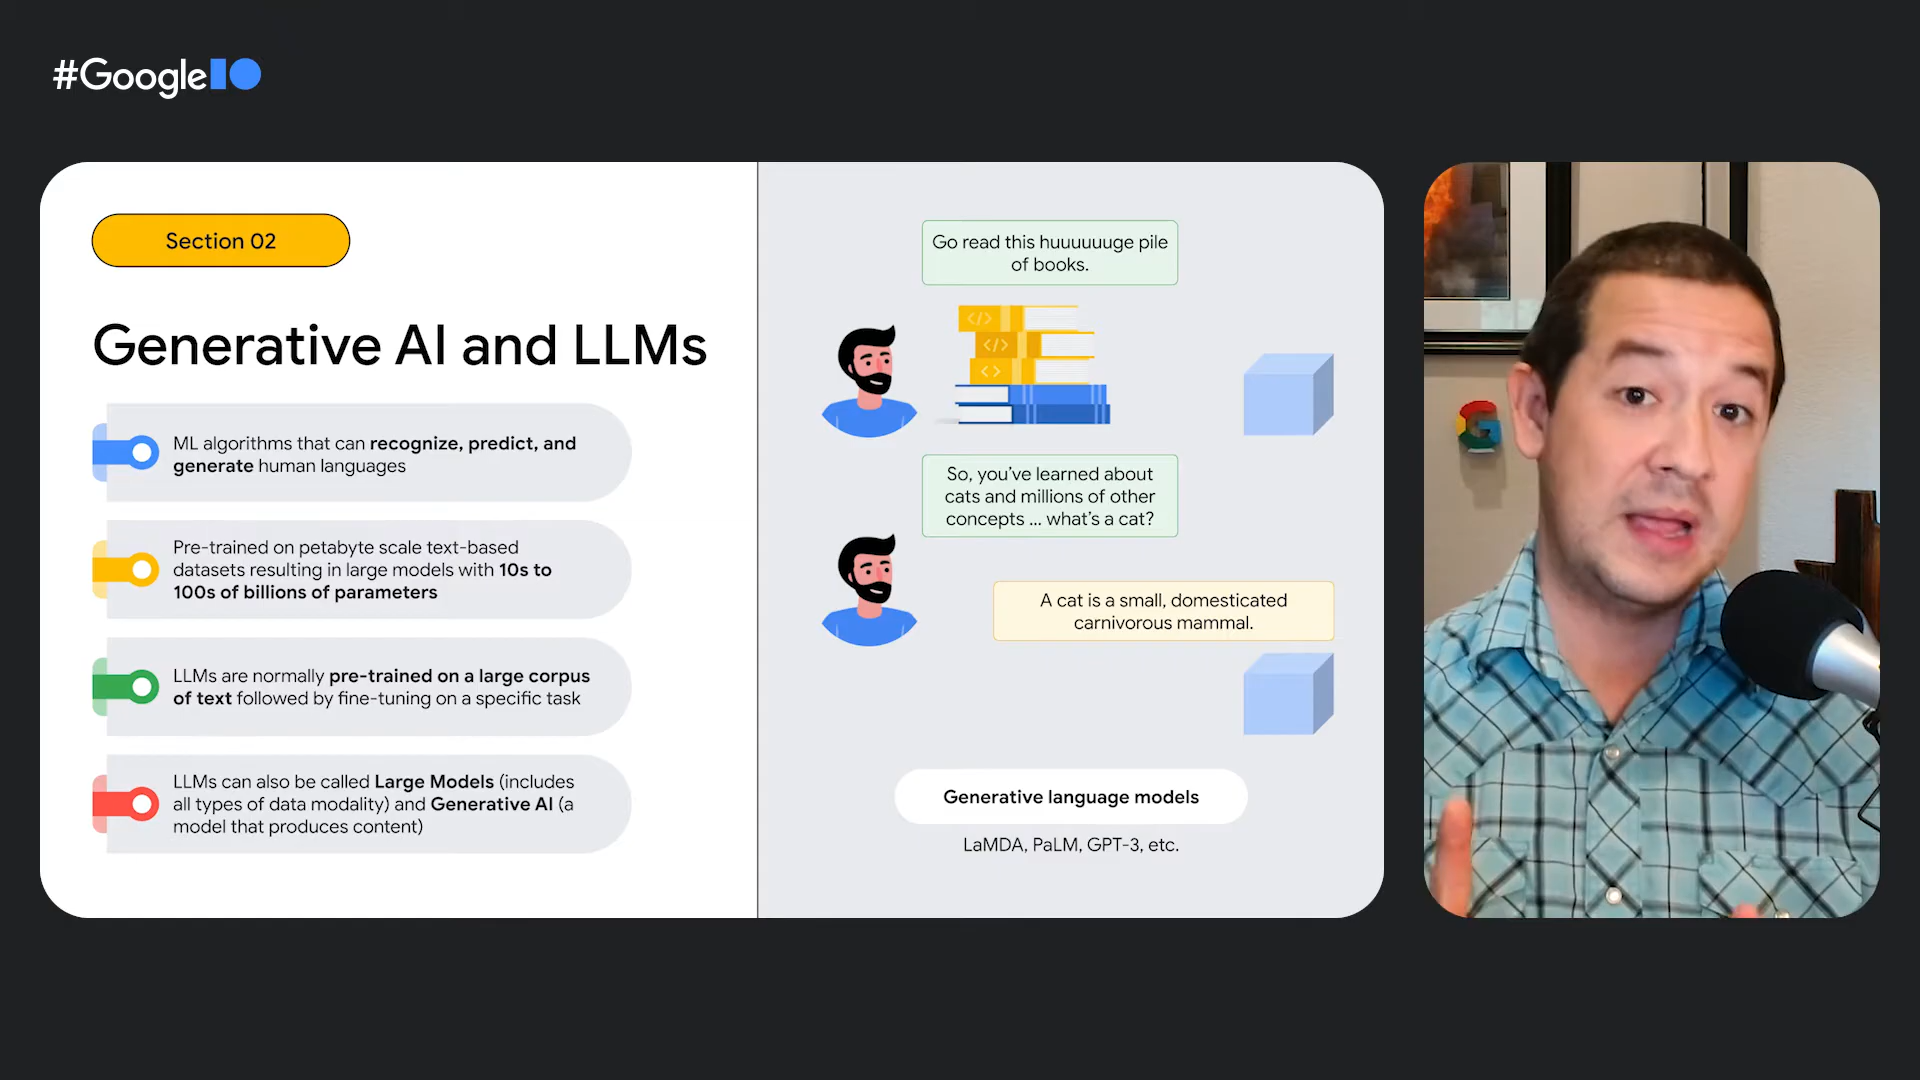 #GoogleIO
Section 02
Generative AI and LLMs
ML algorithms that can recognize, predict, and
generate human languages
Pre-trained on petabyte scale text-based
datasets resulting in large models with 10s to
100s of billions of parameters
LLMs are normally pre-trained on a large corpus
of text followed by fine-tuning on a specific task
LLMs can also be called Large Models (includes
all types of data modality) and Generative AI (a
model that produces content)
Go read this huuuuuuge pile
of books.
</>
</>
<>
So, you've learned about
cats and millions of other
concepts ... what's a cat?
A cat is a small, domesticated
carnivorous mammal.
Generative language models
LaMDA, PaLM, GPT-3, etc.
G